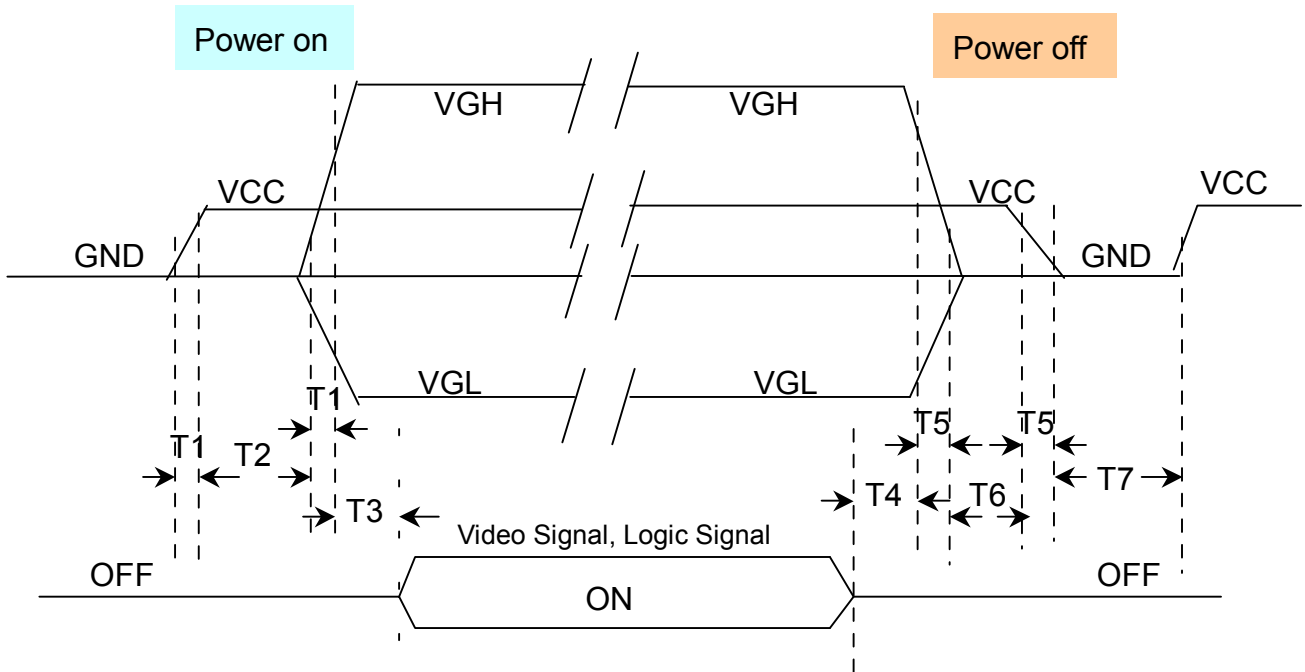 Power on
Power off
VGH
VGH
VCC
VCC
VCC
GND
GND
VGL
VGL
T1
T5
T5
T1
T2
T7
T3
T4
T6
Video Signal, Logic Signal
OFF
ON
OFF